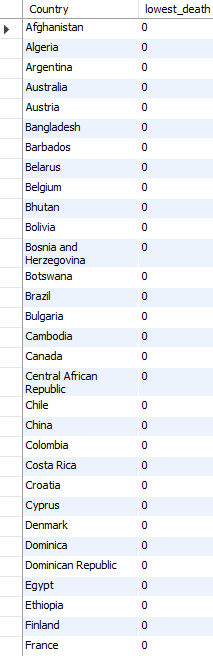 Country lowest_death
Afghanistan 0
Algeria 0
Argentina 0
Australia 0
Austria 0
Bangladesh 0
Barbados 0
Belarus 0
Belgium 0
Bhutan 0
Bolivia 0
Bosnia and 0
Herzegovina
Botswana 0
Brazil 0
Bulgaria 0
Cambodia 0
Canada 0
Central African 0
Republic
Chile 0
China 0
Colombia 0
Costa Rica 0
Croatia 0
Cyprus 0
Denmark 0
Dominica 0
Dominican Republic 0
Egypt 0
Ethiopia 0
Finland 0
France 0